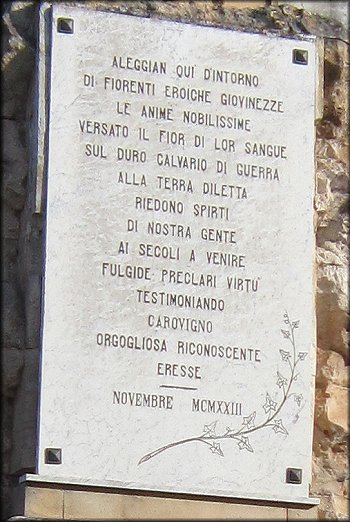 ALEGGIAN QUI D'INTORNO
DI FIORENTI EROICHE GIOVINEZZE
LE ANIME NOBILISSIME
VERSATO IL FIOR DI LOR SANGUE
SUL DURO CALVARIO DI GUERRA
ALLA TERRA DILETTA
RIEDONO SPIRTI
DI NOSTRA GENTE
AI SECOLI A VENIRE
FULGIDE PRECLARI VIRTU'
TESTIMONIANDO
CAROVIGNO
ORGOGLIOSA RICONOSCENTE
ERESSE
NOVEMBRE MCMXXIII